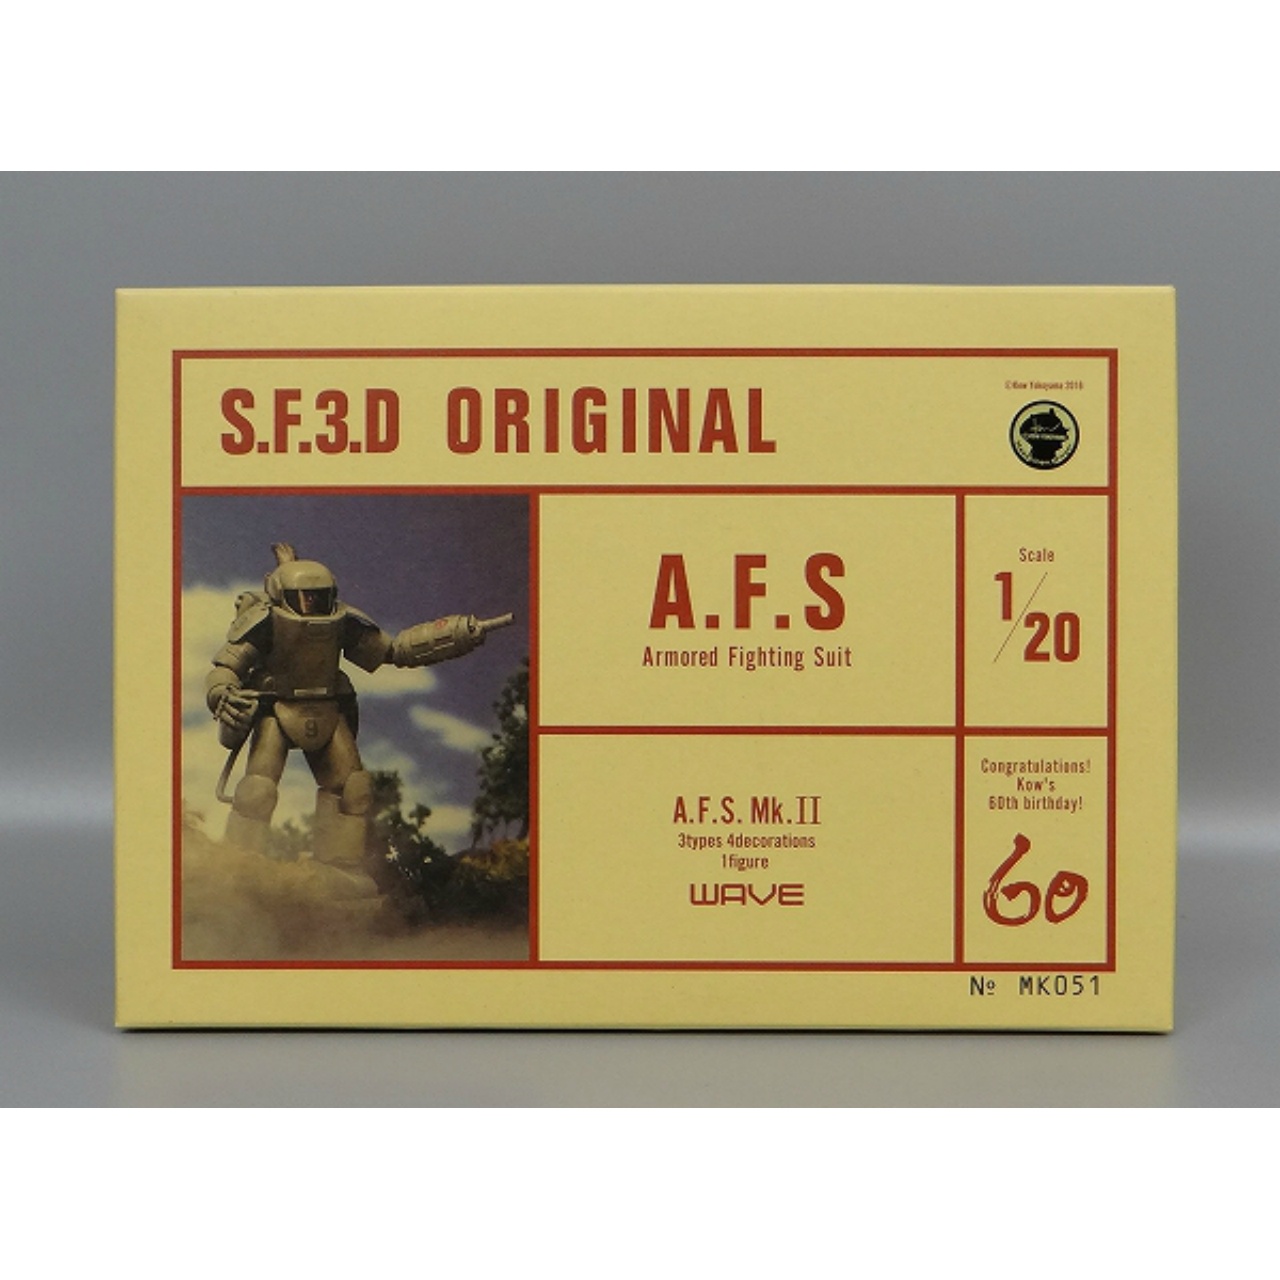 ©Kow Yokoyama 2016
S.F.3.D ORIGINAL
A.F.S
Armored Fighting Suit
Scale
1/20
9
A.F.S. Mk.II
3types 4decorations
1figure
WAVE
Congratulations!
Kow's
60th birthday!
60
№ MK051